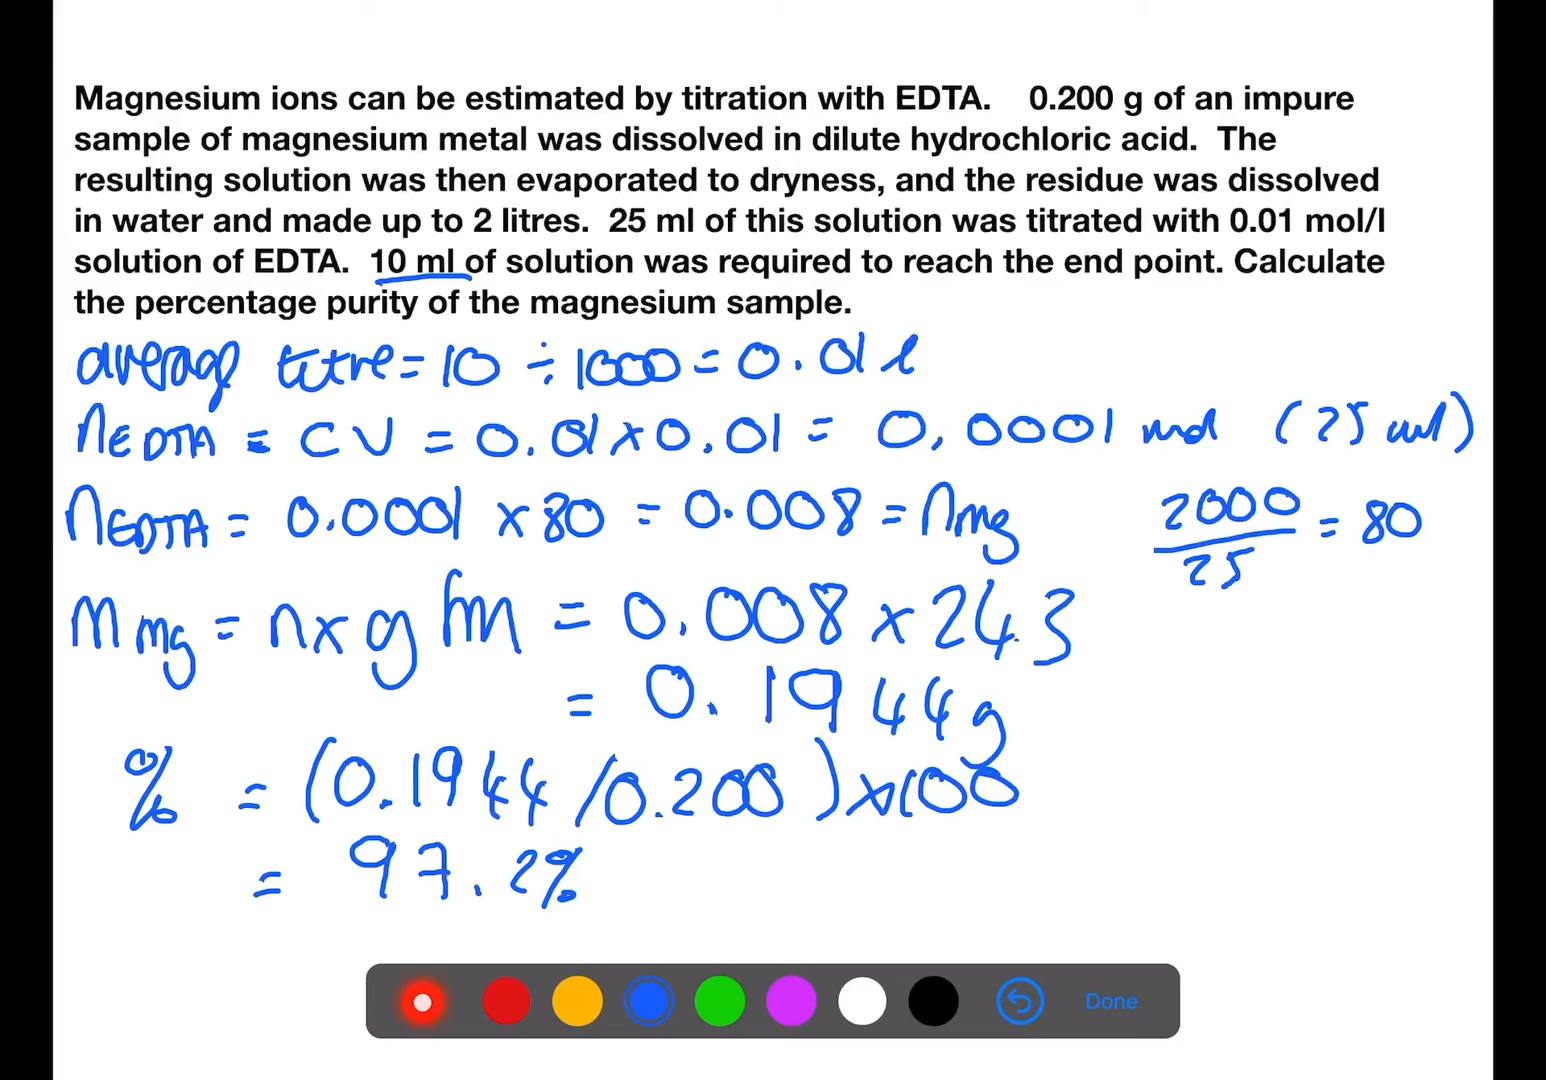 Magnesium ions can be estimated by titration with EDTA. 0.200 g of an impure
sample of magnesium metal was dissolved in dilute hydrochloric acid. The
resulting solution was then evaporated to dryness, and the residue was dissolved
in water and made up to 2 litres. 25 ml of this solution was titrated with 0.01 mol/l
solution of EDTA. 10 ml of solution was required to reach the end point. Calculate
the percentage purity of the magnesium sample.
average titre = 10 ÷ 1000 = 0.01 l
nEDTA = CV = 0.01 x 0.01 = 0.0001 mol (25 ml)
nEDTA = 0.0001 x 80 = 0.008 = nmg 2000/25 = 80
m mg = n x gfm = 0.008 x 24.3
= 0.1944g
% = (0.1944/0.200) x 100
= 97.2%
Done